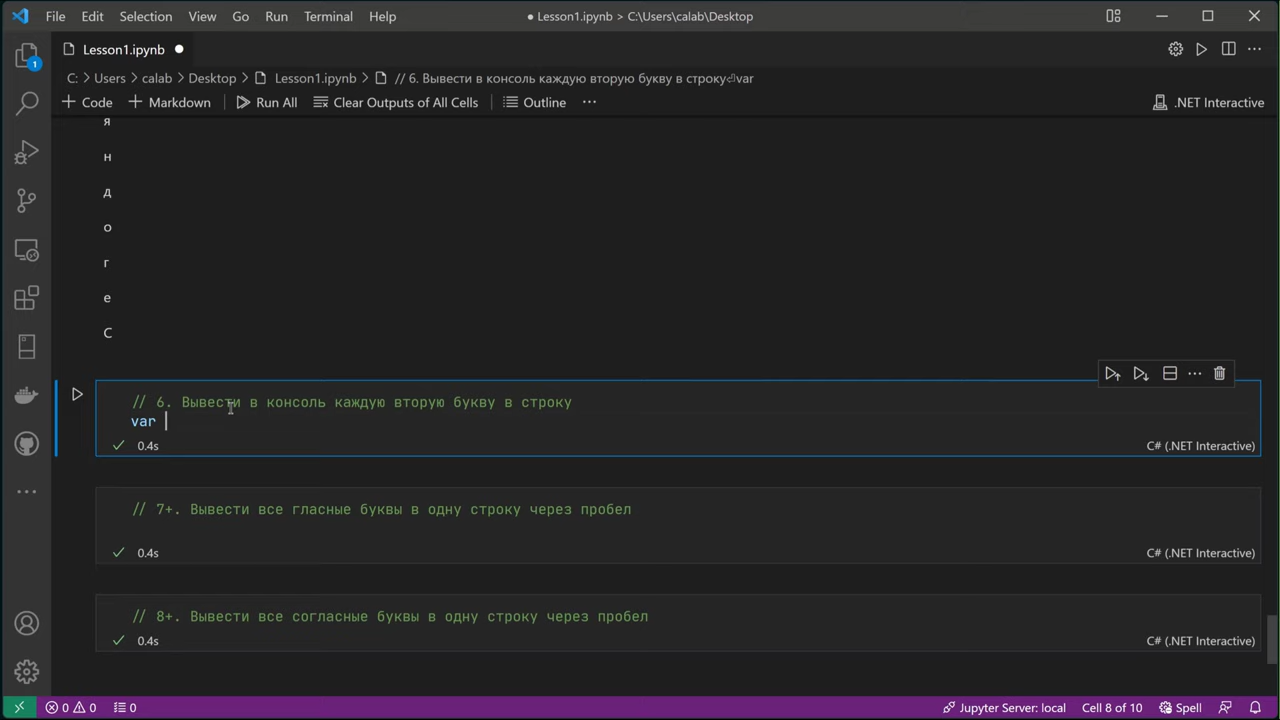 File Edit Selection View Go Run Terminal Help
● Lesson1.ipynb > C:\Users\calab\Desktop
1
Lesson1.ipynb ●
C: > Users > calab > Desktop > Lesson1.ipynb > // 6. Вывести в консоль каждую вторую букву в строку⏎var
+ Code + Markdown Run All Clear Outputs of All Cells Outline ··· .NET Interactive
я
н
д
о
г
е
С
// 6. Вывести в консоль каждую вторую букву в строку
var
0.4s C# (.NET Interactive)
// 7+. Вывести все гласные буквы в одну строку через пробел
0.4s C# (.NET Interactive)
// 8+. Вывести все согласные буквы в одну строку через пробел
0.4s C# (.NET Interactive)
0 0 0 Jupyter Server: local Cell 8 of 10 Spell